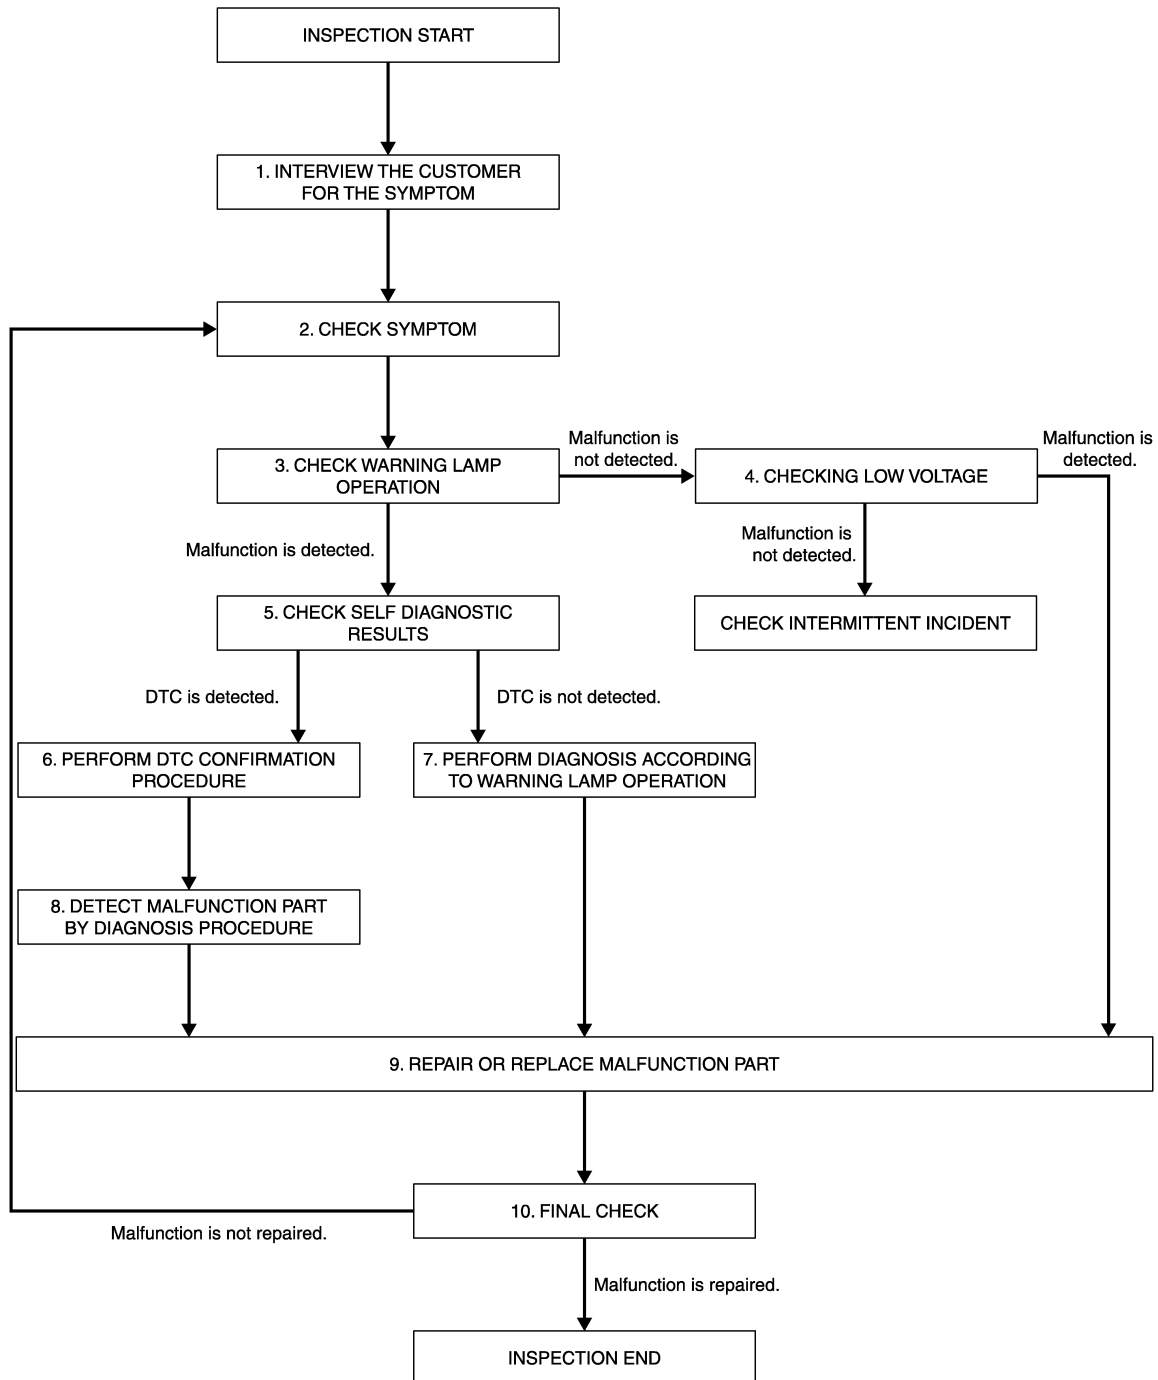 INSPECTION START
1. INTERVIEW THE CUSTOMER
FOR THE SYMPTOM
2. CHECK SYMPTOM
3. CHECK WARNING LAMP
OPERATION
Malfunction is
not detected.
4. CHECKING LOW VOLTAGE
Malfunction is
detected.
Malfunction is detected.
Malfunction is
not detected.
5. CHECK SELF DIAGNOSTIC
RESULTS
CHECK INTERMITTENT INCIDENT
DTC is detected.
DTC is not detected.
6. PERFORM DTC CONFIRMATION
PROCEDURE
7. PERFORM DIAGNOSIS ACCORDING
TO WARNING LAMP OPERATION
8. DETECT MALFUNCTION PART
BY DIAGNOSIS PROCEDURE
9. REPAIR OR REPLACE MALFUNCTION PART
10. FINAL CHECK
Malfunction is not repaired.
Malfunction is repaired.
INSPECTION END